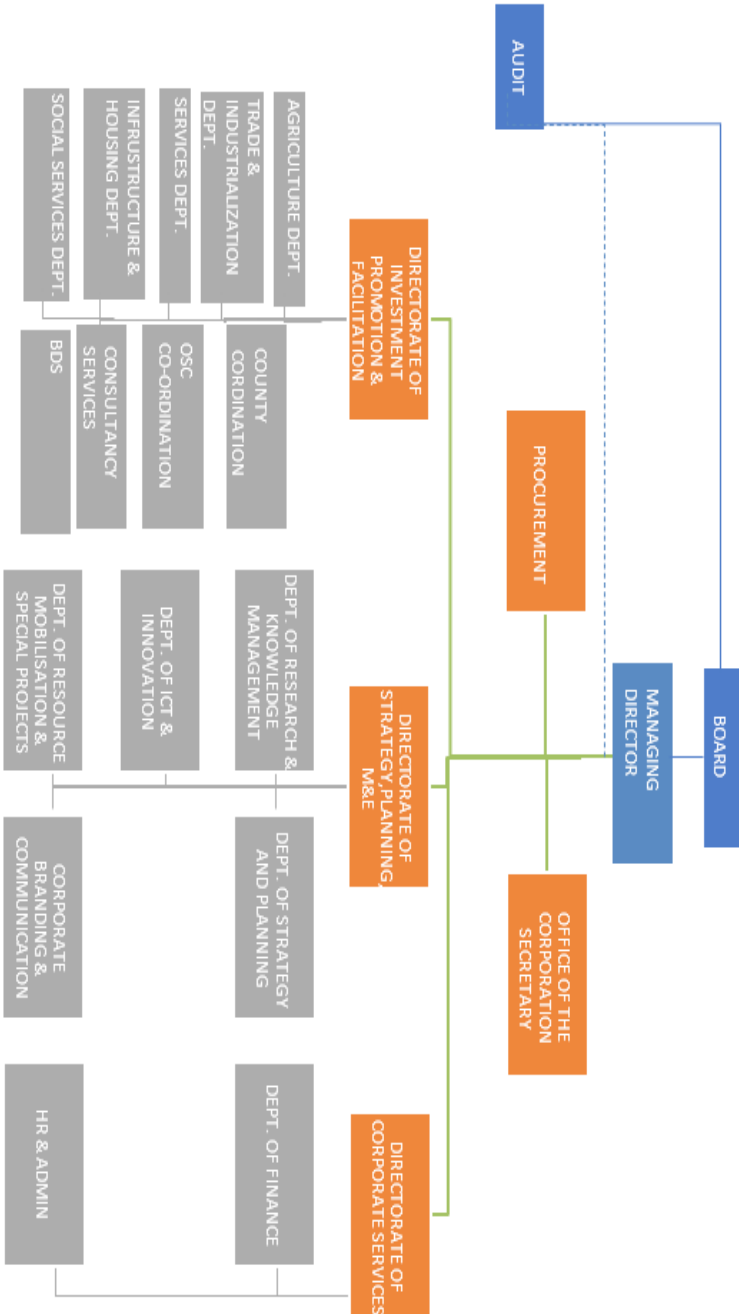 BOARD
MANAGING
DIRECTOR
AUDIT
PROCUREMENT
OFFICE OF THE
CORPORATION
SECRETARY
DIRECTORATE OF
INVESTMENT
PROMOTION &
FACILITATION
DIRECTORATE OF
STRATEGY,PLANNING,
M&E
DIRECTORATE OF
CORPORATE SERVICES
AGRICULTURE DEPT.
TRADE &
INDUSTRIALIZATION
DEPT.
SERVICES DEPT.
INFRUSTRUCTURE &
HOUSING DEPT.
SOCIAL SERVICES DEPT.
COUNTY
CORDINATION
OSC
CO-ORDINATION
CONSULTANCY
SERVICES
BDS
DEPT. OF RESEARCH &
KNOWLEDGE
MANAGEMENT
DEPT. OF ICT &
INNOVATION
DEPT. OF RESOURCE
MOBILISATION &
SPECIAL PROJECTS
DEPT. OF STRATEGY
AND PLANNING
CORPORATE
BRANDING &
COMMUNICATION
DEPT. OF FINANCE
HR & ADMIN